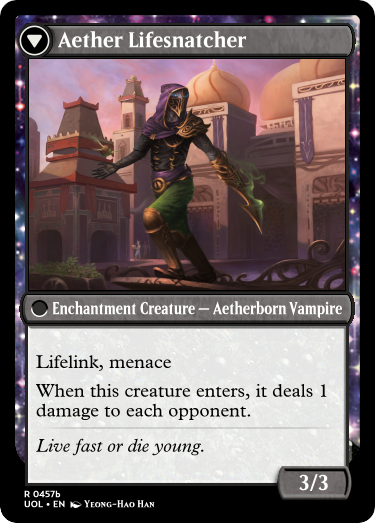 Aether Lifesnatcher
Enchantment Creature — Aetherborn Vampire
Lifelink, menace
When this creature enters, it deals 1
damage to each opponent.
Live fast or die young.
3/3
R 0457b
UOL • EN Yeong-Hao Han